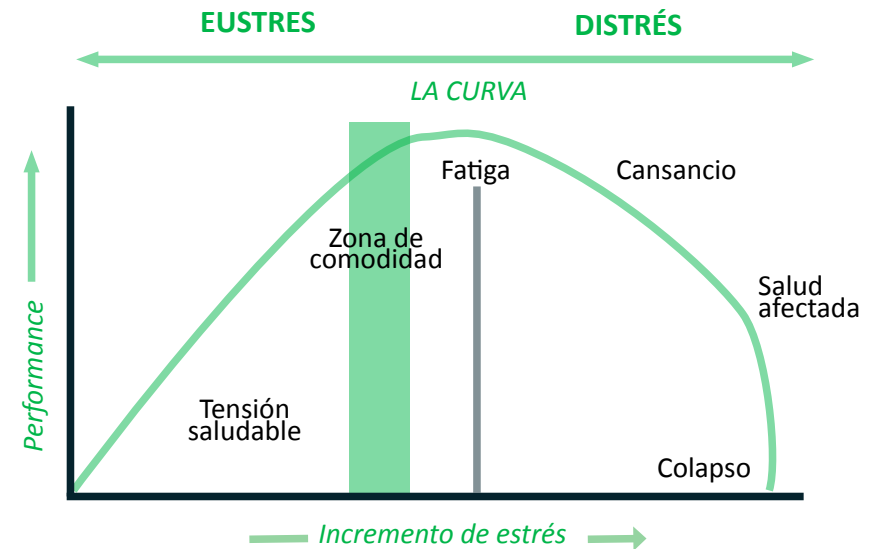 EUSTRES
DISTRÉS
LA CURVA
Fatiga
Cansancio
Zona de
comodidad
Salud
afectada
Performance
Tensión
saludable
Colapso
Incremento de estrés